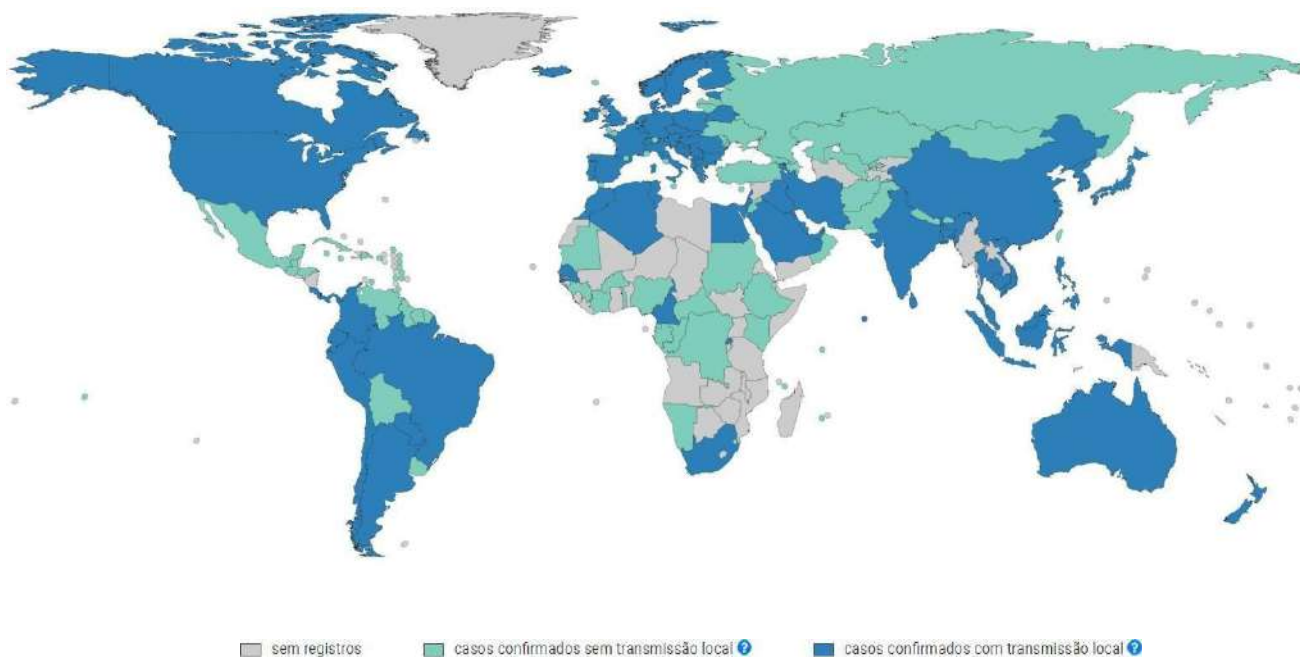 sem registros
casos confirmados sem transmissão local ?
casos confirmados com transmissão local ?